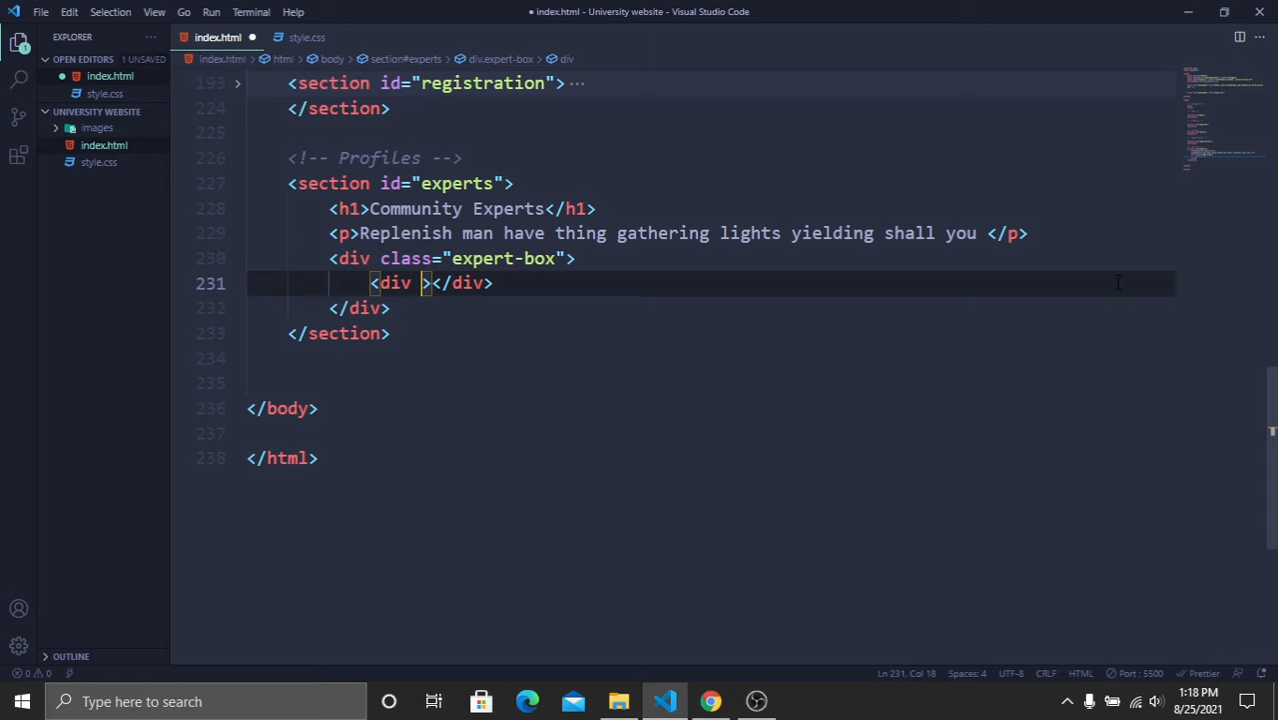 File Edit Selection View Go Run Terminal Help
● index.html - University website - Visual Studio Code
EXPLORER ···
OPEN EDITORS 1 UNSAVED
● index.html
style.css
UNIVERSITY WEBSITE
images
index.html
style.css
OUTLINE
1
index.html ●
style.css
index.html > html > body > section#experts > div.expert-box > div
193 <section id="registration">···
224 </section>
225
226 <!-- Profiles -->
227 <section id="experts">
228 <h1>Community Experts</h1>
229 <p>Replenish man have thing gathering lights yielding shall you </p>
230 <div class="expert-box">
231 <div ></div>
232 </div>
233 </section>
234
235
236 </body>
237
238 </html>
0 0
Ln 231, Col 18 Spaces: 4 UTF-8 CRLF HTML Port : 5500 Prettier
Type here to search
1:18 PM
8/25/2021